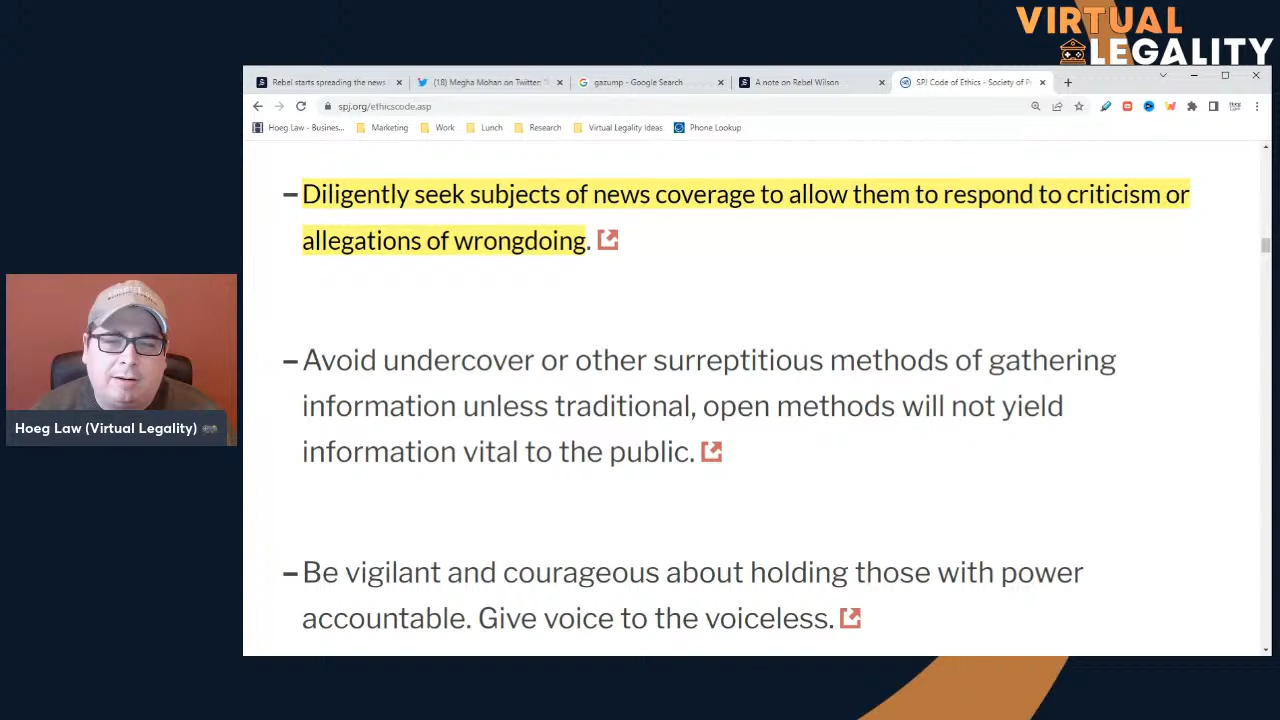 VIRTUAL
LEGALITY
Rebel starts spreading the news
(18) Megha Mohan on Twitter: "
gazump - Google Search
A note on Rebel Wilson
SPJ Code of Ethics - Society of P
spj.org/ethicscode.asp
Hoeg Law - Busines...
Marketing
Work
Lunch
Research
Virtual Legality Ideas
Phone Lookup
– Diligently seek subjects of news coverage to allow them to respond to criticism or
allegations of wrongdoing.
– Avoid undercover or other surreptitious methods of gathering
information unless traditional, open methods will not yield
information vital to the public.
– Be vigilant and courageous about holding those with power
accountable. Give voice to the voiceless.
Hoeg Law (Virtual Legality)